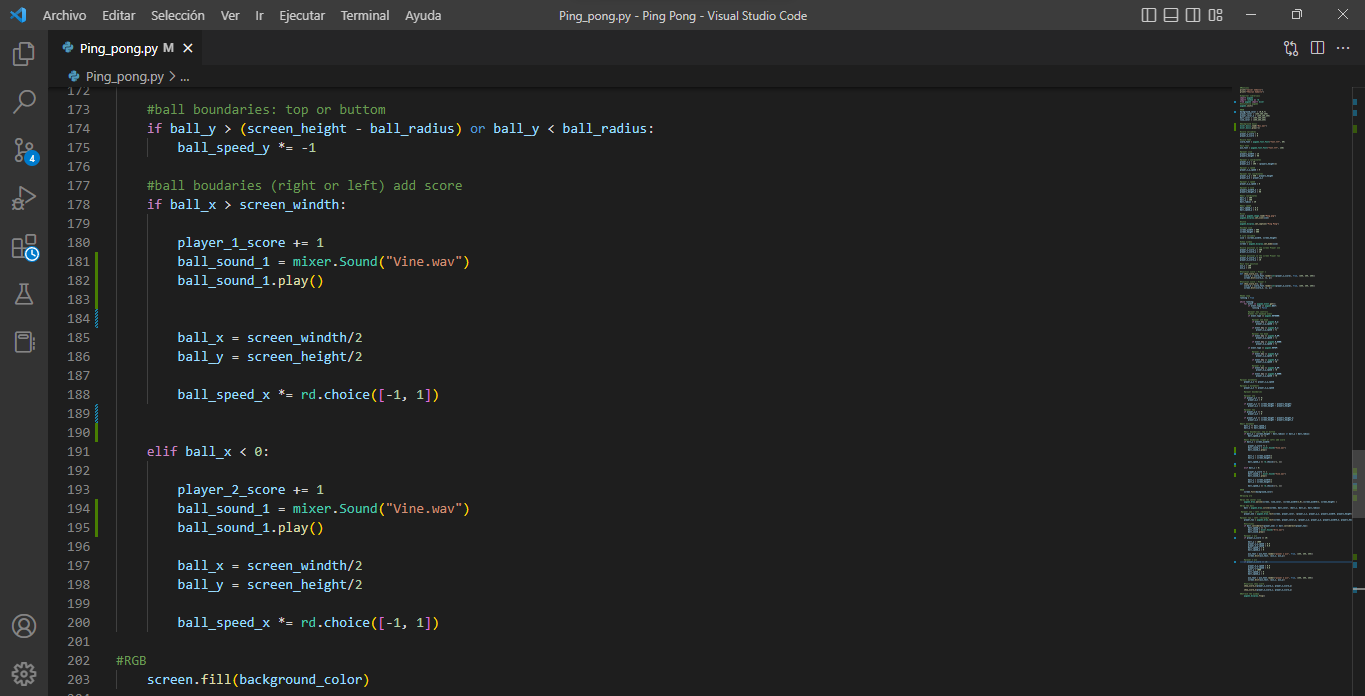 Archivo Editar Selección Ver Ir Ejecutar Terminal Ayuda Ping_pong.py - Ping Pong - Visual Studio Code
Ping_pong.py M
Ping_pong.py > ...
172
173 #ball boundaries: top or buttom
174 if ball_y > (screen_height - ball_radius) or ball_y < ball_radius:
175 ball_speed_y *= -1
176
177 #ball boudaries (right or left) add score
178 if ball_x > screen_windth:
179
180 player_1_score += 1
181 ball_sound_1 = mixer.Sound("Vine.wav")
182 ball_sound_1.play()
183
184
185 ball_x = screen_windth/2
186 ball_y = screen_height/2
187
188 ball_speed_x *= rd.choice([-1, 1])
189
190
191 elif ball_x < 0:
192
193 player_2_score += 1
194 ball_sound_1 = mixer.Sound("Vine.wav")
195 ball_sound_1.play()
196
197 ball_x = screen_windth/2
198 ball_y = screen_height/2
199
200 ball_speed_x *= rd.choice([-1, 1])
201
202 #RGB
203 screen.fill(background_color)
4